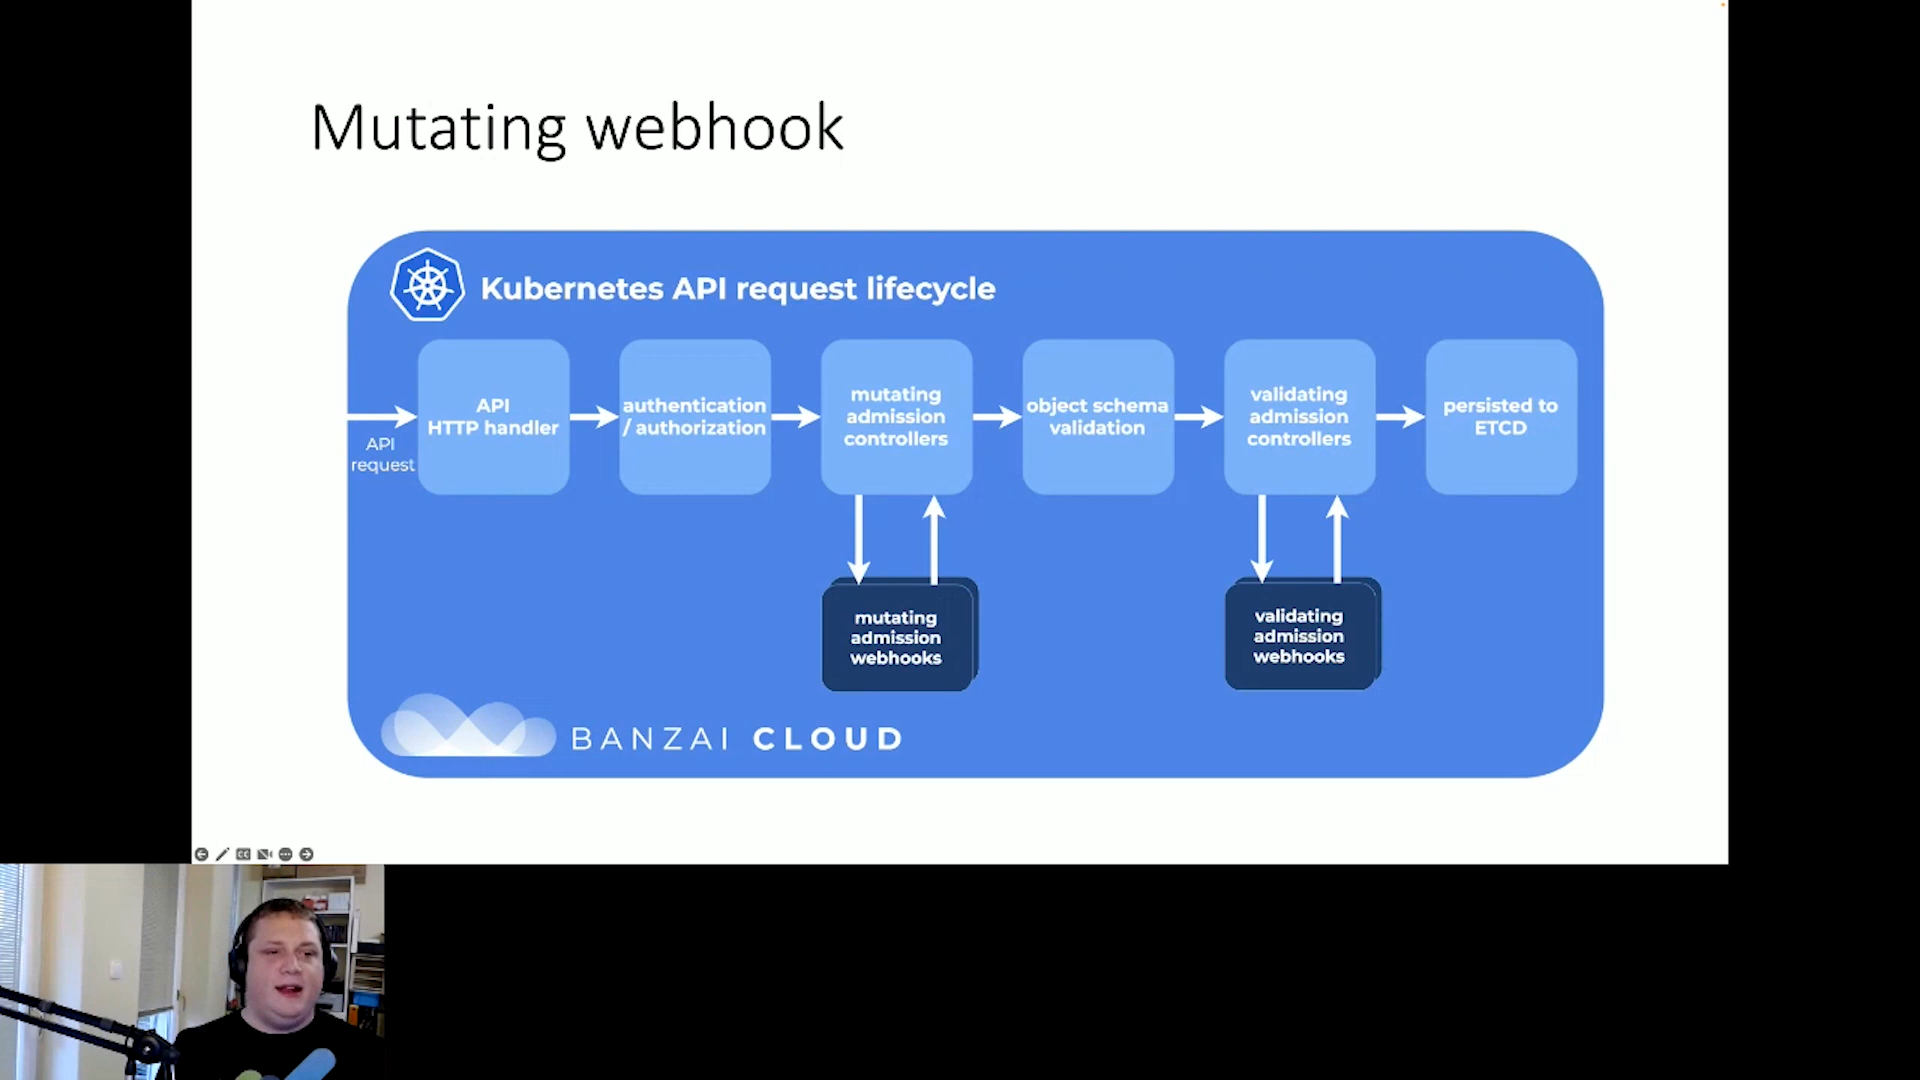 Mutating webhook
Kubernetes API request lifecycle
API
request
API
HTTP handler
authentication
/ authorization
mutating
admission
controllers
object schema
validation
validating
admission
controllers
persisted to
ETCD
mutating
admission
webhooks
validating
admission
webhooks
BANZAI CLOUD